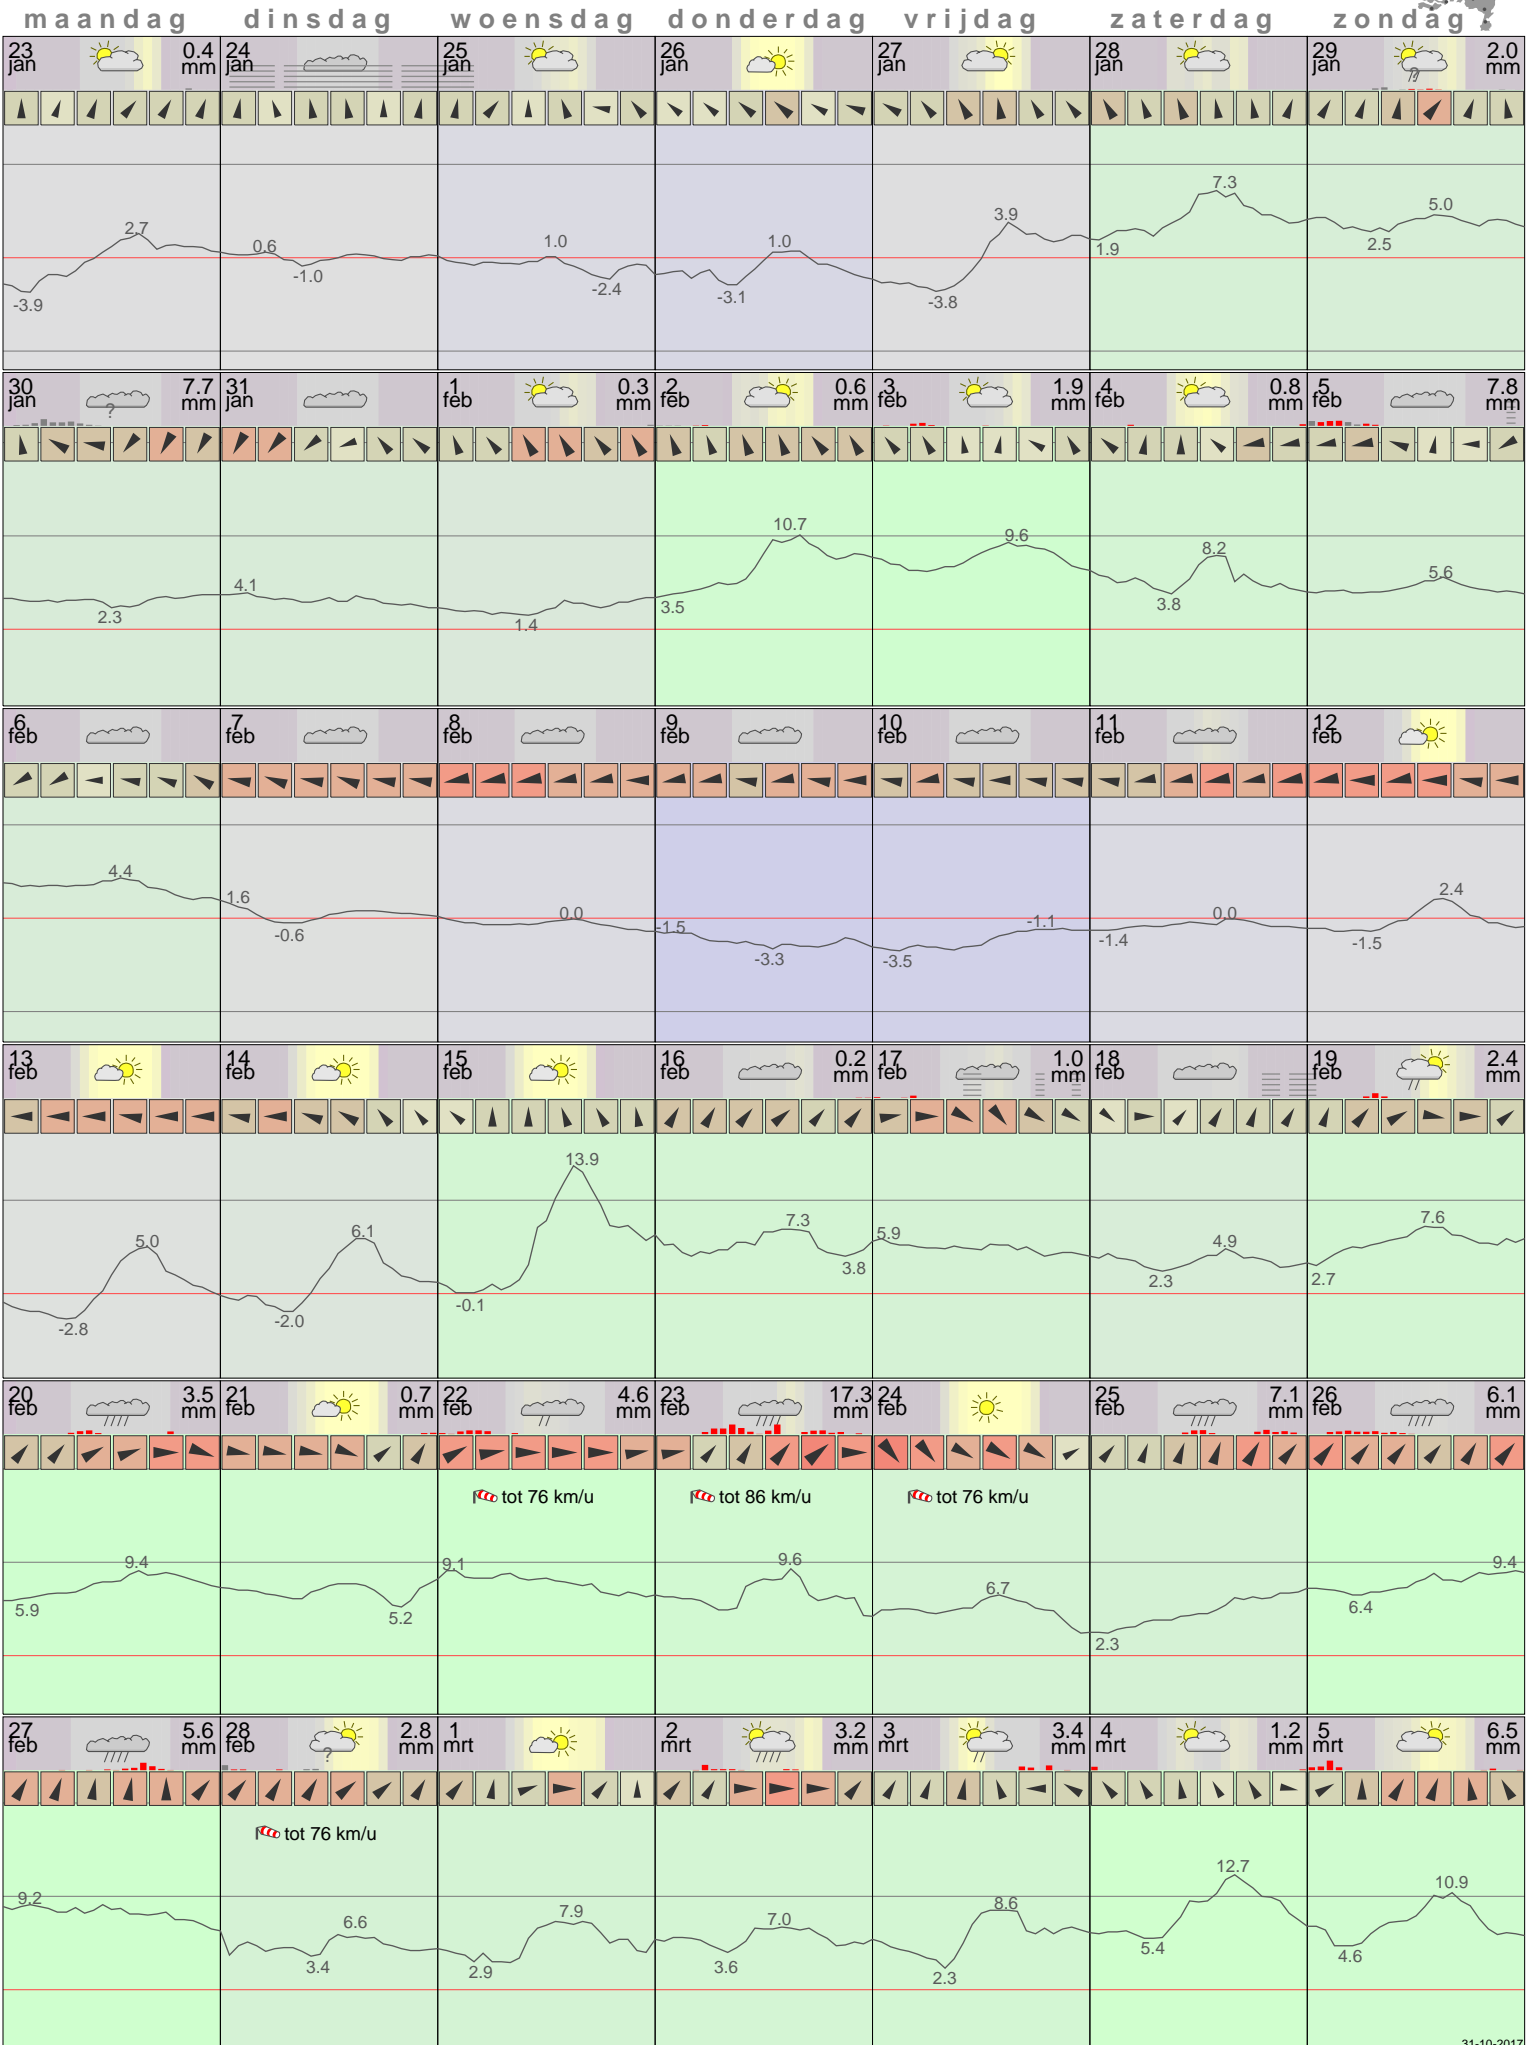 maandag dinsdag woensdag donderdag vrijdag zaterdag zondag
23 jan 0.4 mm 24 jan 25 jan 26 jan 27 jan 28 jan 29 jan ? 2.0 mm
2.7 -3.9 0.6 -1.0 1.0 -2.4 1.0 -3.1 3.9 -3.8 7.3 1.9 5.0 2.5
30 jan ? 7.7 mm 31 jan 1 feb 0.3 mm 2 feb 0.6 mm 3 feb 1.9 mm 4 feb 0.8 mm 5 feb 7.8 mm
2.3 4.1 1.4 10.7 3.5 9.6 8.2 3.8 5.6
6 feb 7 feb 8 feb 9 feb 10 feb 11 feb 12 feb
4.4 1.6 -0.6 0.0 -1.5 -3.3 -1.1 -3.5 0.0 -1.4 2.4 -1.5
13 feb 14 feb 15 feb 16 feb 0.2 mm 17 feb 1.0 mm 18 feb 19 feb 2.4 mm
5.0 -2.8 6.1 -2.0 13.9 -0.1 7.3 3.8 5.9 4.9 2.3 7.6 2.7
20 feb 3.5 mm 21 feb 0.7 mm 22 feb 4.6 mm 23 feb 17.3 mm 24 feb 25 feb 7.1 mm 26 feb 6.1 mm
tot 76 km/u tot 86 km/u tot 76 km/u
9.4 5.9 5.2 9.1 9.6 6.7 2.3 9.4 6.4
27 feb 5.6 mm 28 feb ? 2.8 mm 1 mrt 2 mrt 3.2 mm 3 mrt 3.4 mm 4 mrt 1.2 mm 5 mrt 6.5 mm
tot 76 km/u
9.2 6.6 3.4 7.9 2.9 7.0 3.6 8.6 2.3 12.7 5.4 10.9 4.6
31-10-2017